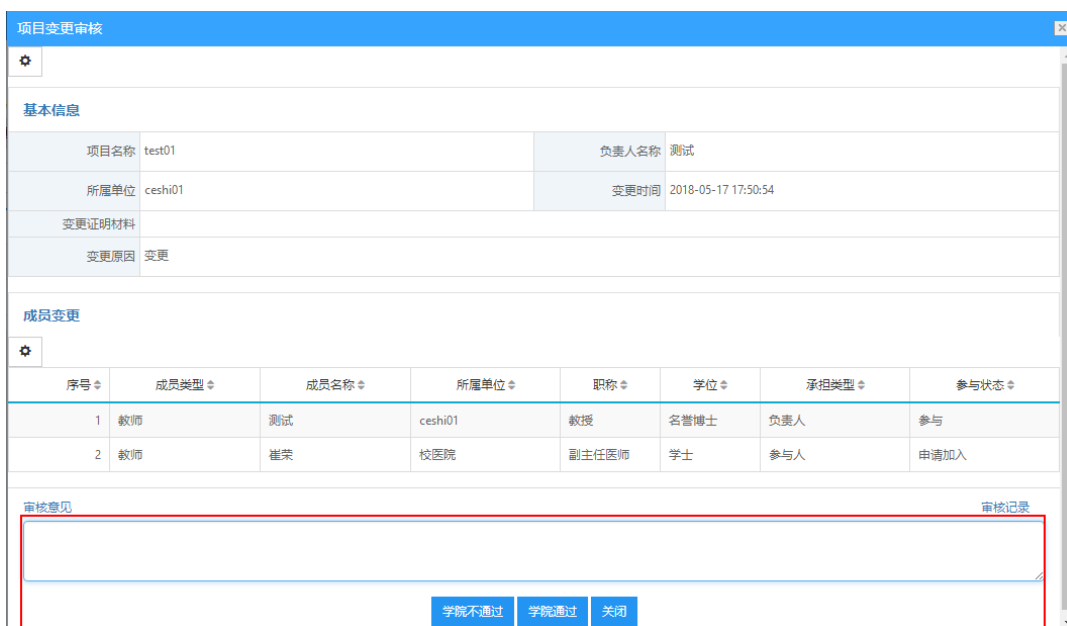 项目变更审核
基本信息
项目名称 test01 负责人名称 测试
所属单位 ceshi01 变更时间 2018-05-17 17:50:54
变更证明材料
变更原因 变更
成员变更
序号 成员类型 成员名称 所属单位 职称 学位 承担类型 参与状态
1 教师 测试 ceshi01 教授 名誉博士 负责人 参与
2 教师 崔荣 校医院 副主任医师 学士 参与人 申请加入
审核意见 审核记录
学院不通过 学院通过 关闭